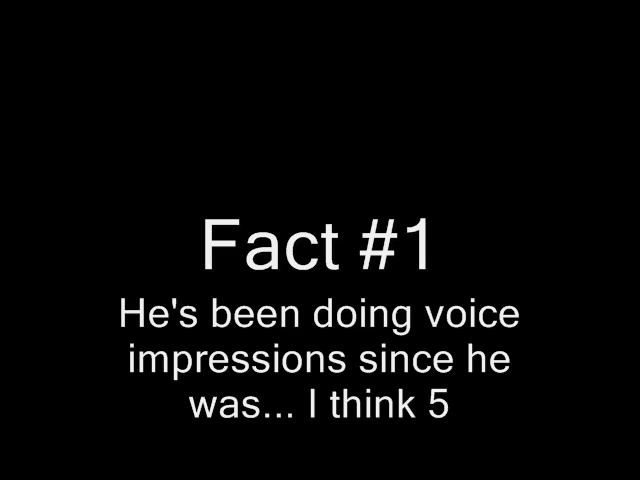 Fact #1
He's been doing voice
impressions since he
was... I think 5